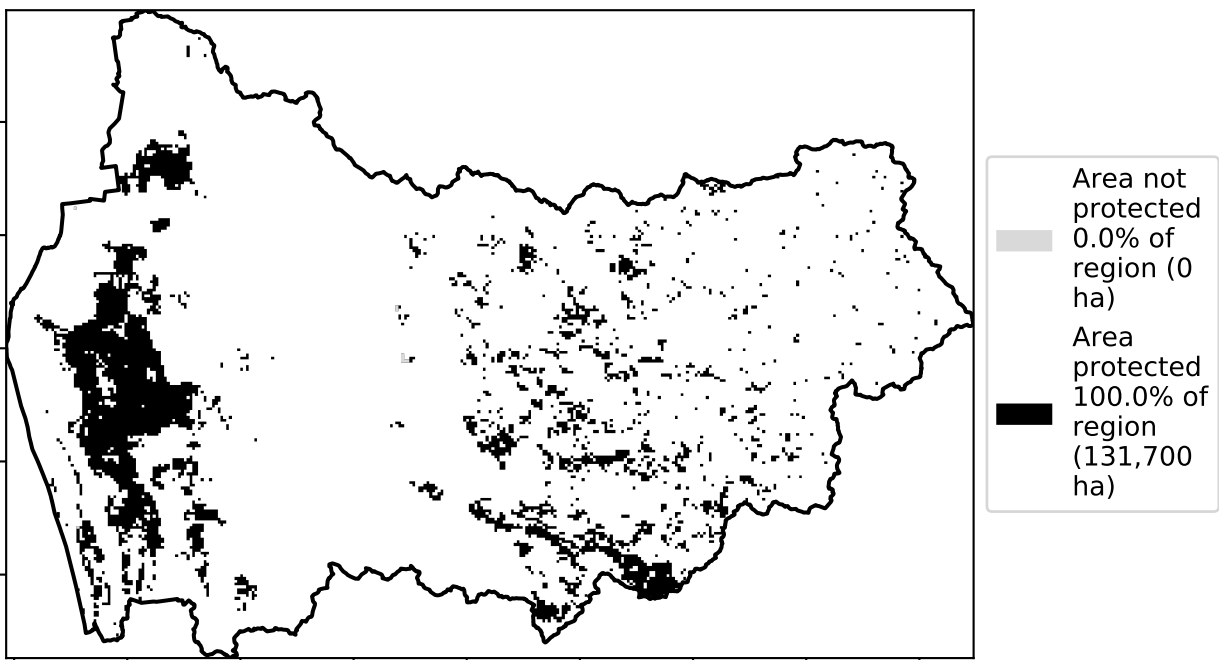 Area not
protected
0.0% of
region (0
ha)
Area
protected
100.0% of
region
(131,700
ha)